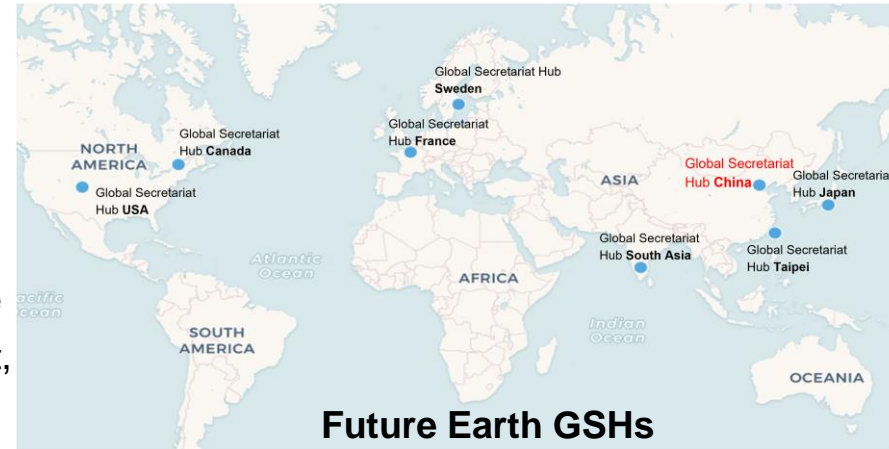 Global Secretariat Hub
Sweden
Global Secretariat
Hub France
Global Secretariat
Hub Canada
NORTH
AMERICA
Global Secretariat
Hub USA
ASIA
Global Secretariat
Hub China
Global Secretaria
Hub Japan
Global Secretariat
Hub South Asia
Global Secretariat
Hub Taipei
Atlantic
Ocean
AFRICA
acific
cean
SOUTH
AMERICA
Indian
Ocean
OCEANIA
Future Earth GSHs